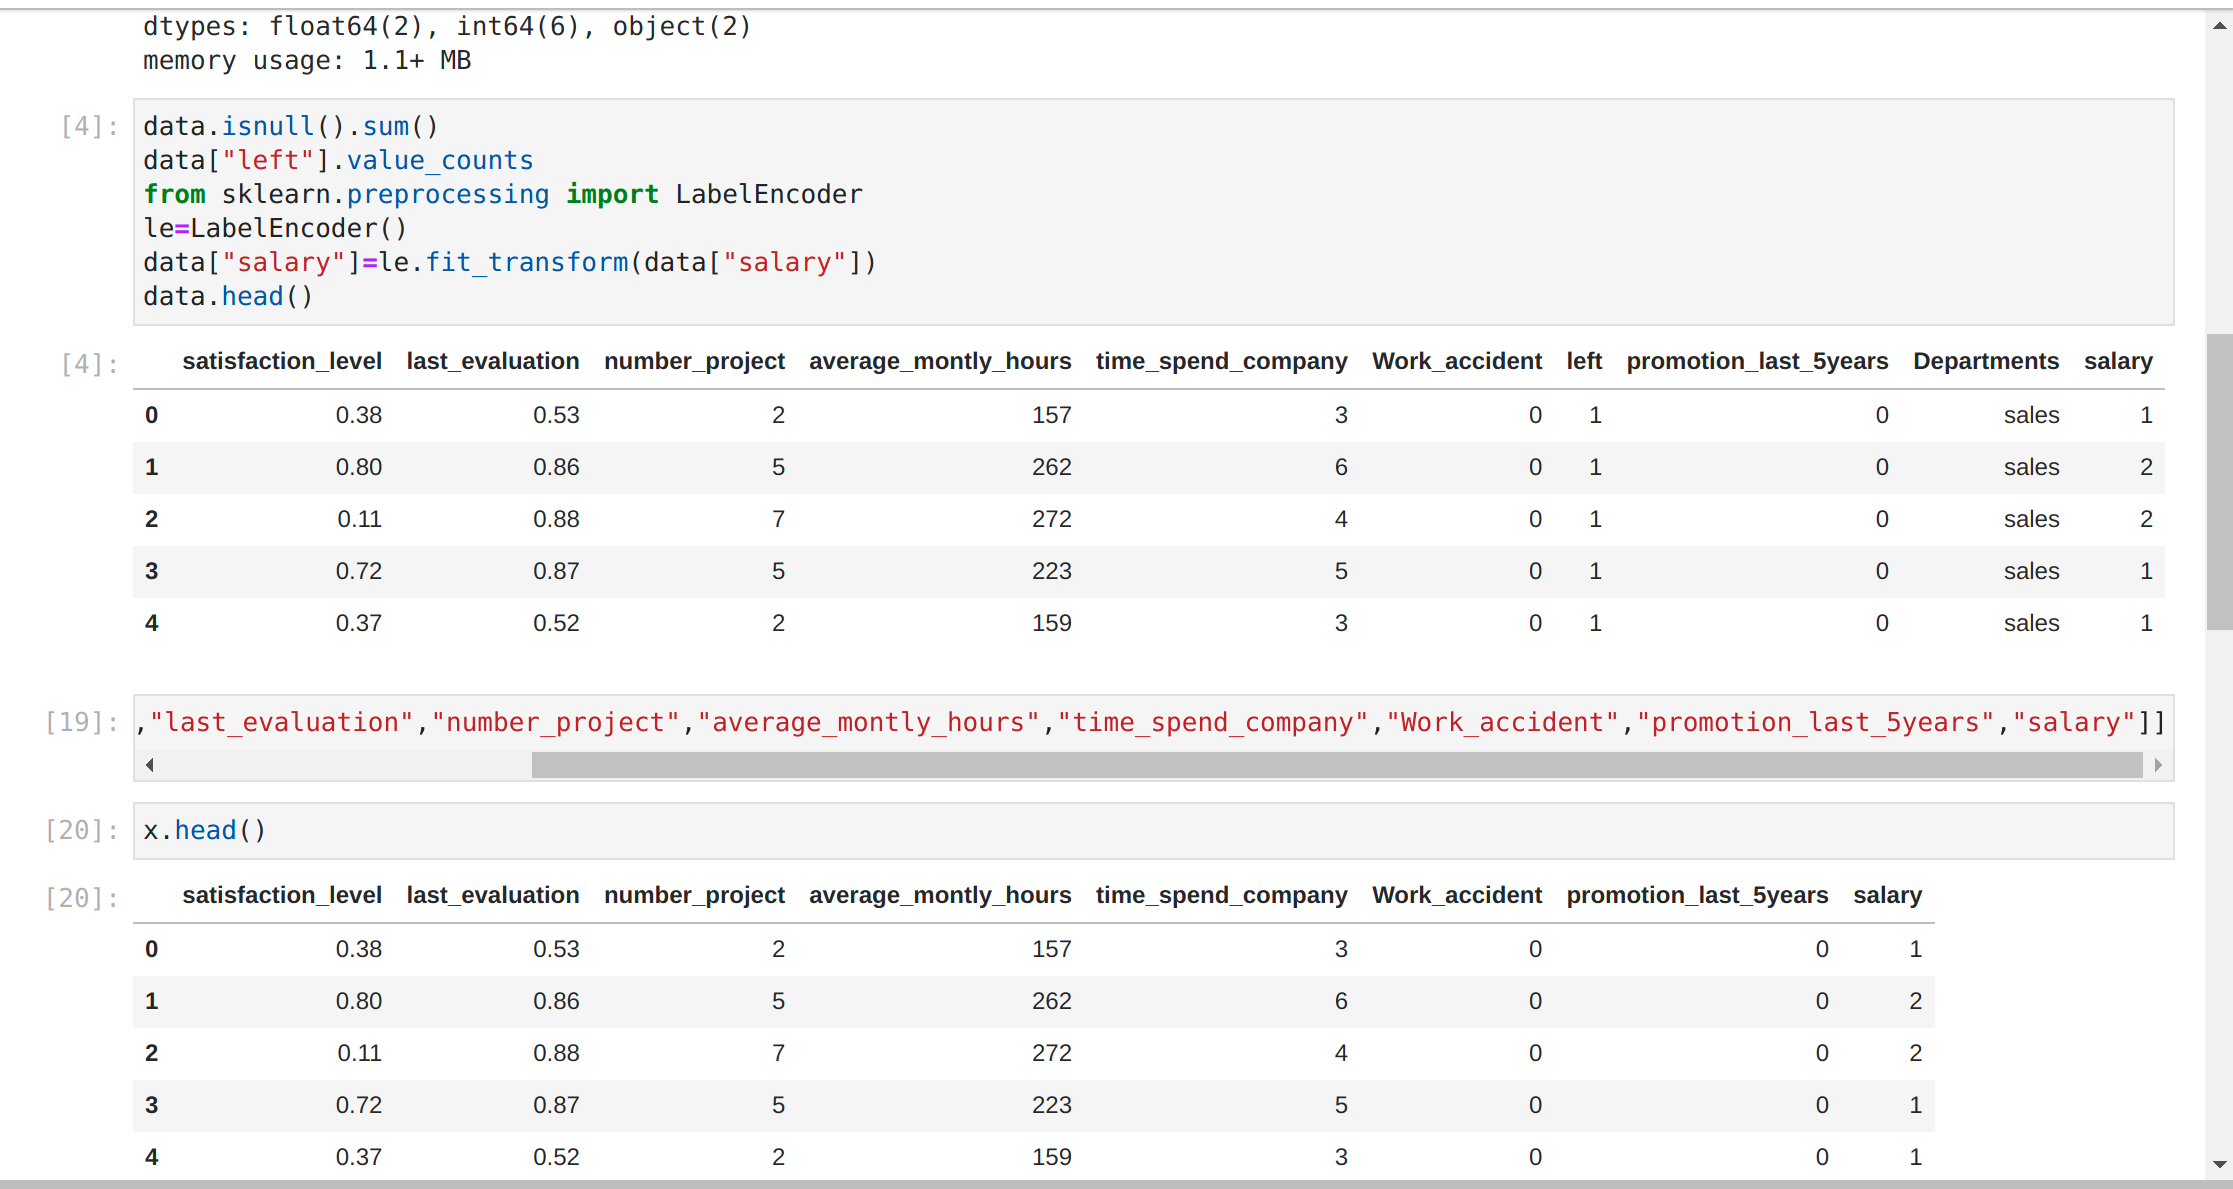 dtypes: float64(2), int64(6), object(2)
memory usage: 1.1+ MB
[4]:
data.isnull().sum()
data["left"].value_counts
from sklearn.preprocessing import LabelEncoder
le=LabelEncoder()
data["salary"]=le.fit_transform(data["salary"])
data.head()
[4]:
satisfaction_level last_evaluation number_project average_montly_hours time_spend_company Work_accident left promotion_last_5years Departments salary
0 0.38 0.53 2 157 3 0 1 0 sales 1
1 0.80 0.86 5 262 6 0 1 0 sales 2
2 0.11 0.88 7 272 4 0 1 0 sales 2
3 0.72 0.87 5 223 5 0 1 0 sales 1
4 0.37 0.52 2 159 3 0 1 0 sales 1
[19]:
,"last_evaluation","number_project","average_montly_hours","time_spend_company","Work_accident","promotion_last_5years","salary"]]
[20]:
x.head()
[20]:
satisfaction_level last_evaluation number_project average_montly_hours time_spend_company Work_accident promotion_last_5years salary
0 0.38 0.53 2 157 3 0 0 1
1 0.80 0.86 5 262 6 0 0 2
2 0.11 0.88 7 272 4 0 0 2
3 0.72 0.87 5 223 5 0 0 1
4 0.37 0.52 2 159 3 0 0 1